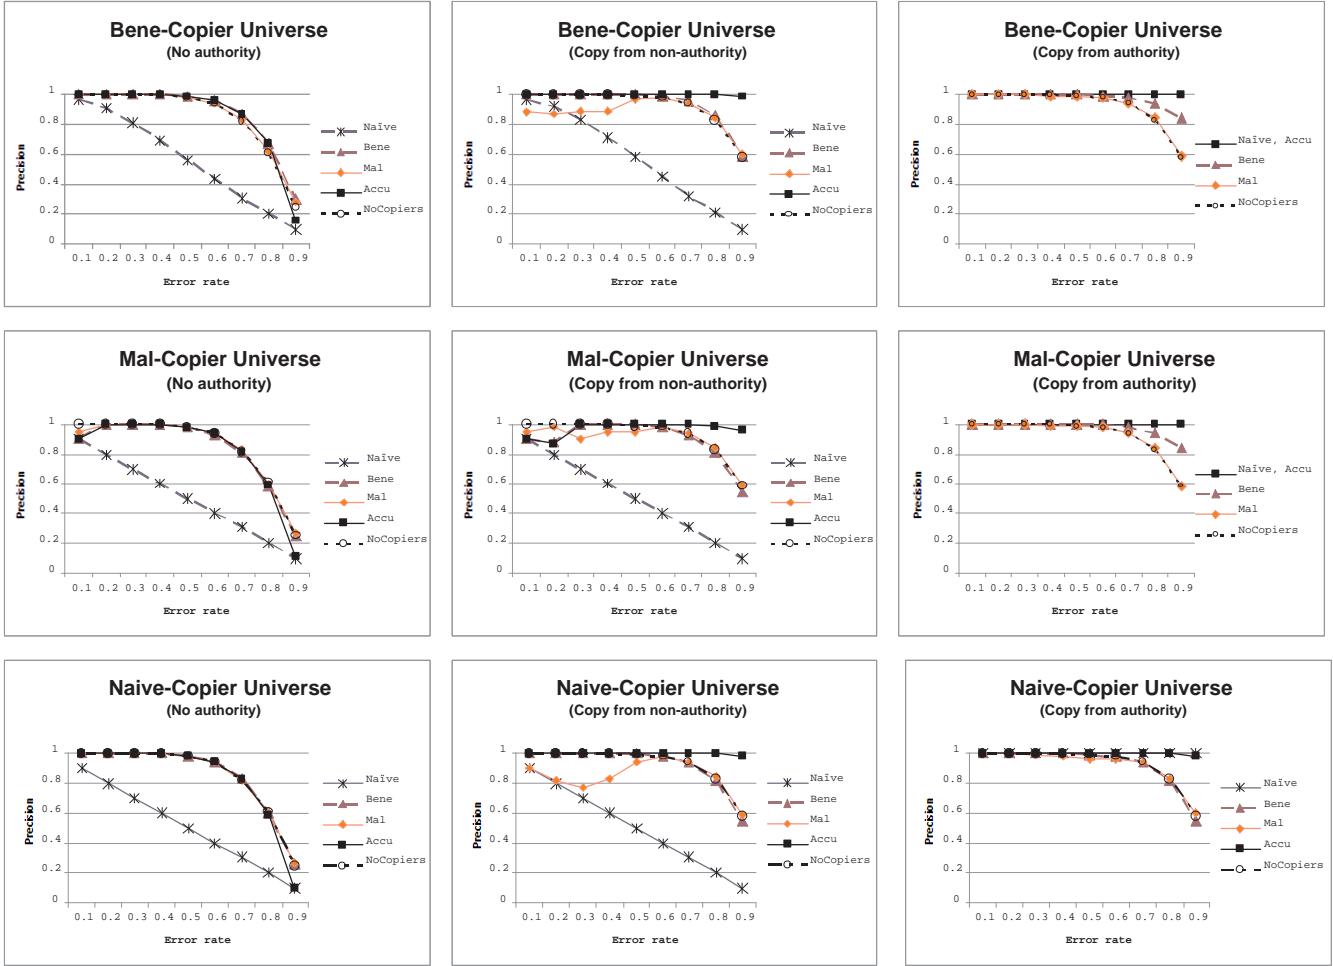 Bene-Copier Universe
(No authority)
Precision
1
0.8
0.6
0.4
0.2
0
0.1 0.2 0.3 0.4 0.5 0.6 0.7 0.8 0.9
Error rate
Naïve
Bene
Mal
Accu
NoCopiers
Bene-Copier Universe
(Copy from non-authority)
Precision
1
0.8
0.6
0.4
0.2
0
0.1 0.2 0.3 0.4 0.5 0.6 0.7 0.8 0.9
Error rate
Naïve
Bene
Mal
Accu
NoCopiers
Bene-Copier Universe
(Copy from authority)
Precision
1
0.8
0.6
0.4
0.2
0
0.1 0.2 0.3 0.4 0.5 0.6 0.7 0.8 0.9
Error rate
Naïve, Accu
Bene
Mal
NoCopiers
Mal-Copier Universe
(No authority)
Precision
1
0.8
0.6
0.4
0.2
0
0.1 0.2 0.3 0.4 0.5 0.6 0.7 0.8 0.9
Error rate
Naïve
Bene
Mal
Accu
NoCopiers
Mal-Copier Universe
(Copy from non-authority)
Precision
1
0.8
0.6
0.4
0.2
0
0.1 0.2 0.3 0.4 0.5 0.6 0.7 0.8 0.9
Error rate
Naïve
Bene
Mal
Accu
NoCopiers
Mal-Copier Universe
(Copy from authority)
Precision
1
0.8
0.6
0.4
0.2
0
0.1 0.2 0.3 0.4 0.5 0.6 0.7 0.8 0.9
Error rate
Naïve, Accu
Bene
Mal
NoCopiers
Naive-Copier Universe
(No authority)
Precision
1
0.8
0.6
0.4
0.2
0
0.1 0.2 0.3 0.4 0.5 0.6 0.7 0.8 0.9
Error rate
Naïve
Bene
Mal
Accu
NoCopiers
Naive-Copier Universe
(Copy from non-authority)
Precision
1
0.8
0.6
0.4
0.2
0
0.1 0.2 0.3 0.4 0.5 0.6 0.7 0.8 0.9
Error rate
Naïve
Bene
Mal
Accu
NoCopiers
Naive-Copier Universe
(Copy from authority)
Precision
1
0.8
0.6
0.4
0.2
0
0.1 0.2 0.3 0.4 0.5 0.6 0.7 0.8 0.9
Error rate
Naïve
Bene
Mal
Accu
NoCopiers